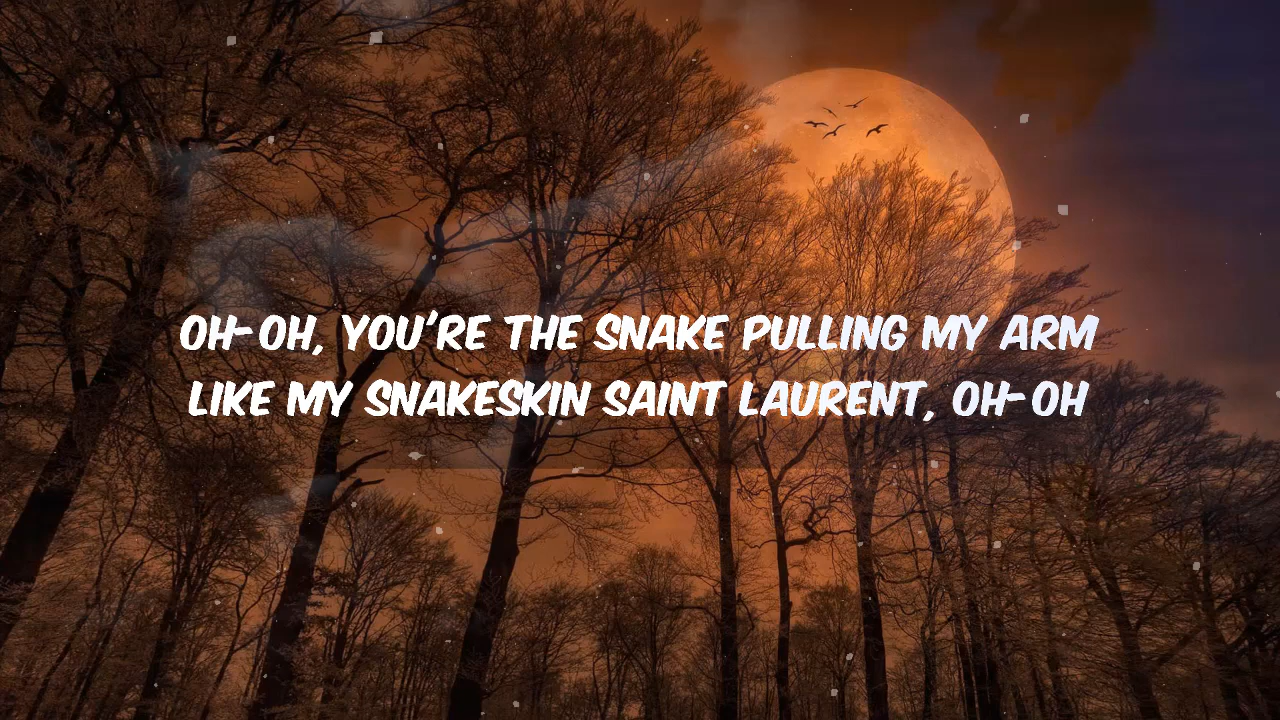 OH-OH, YOU'RE THE SNAKE PULLING MY ARM
LIKE MY SNAKESKIN SAINT LAURENT, OH-OH